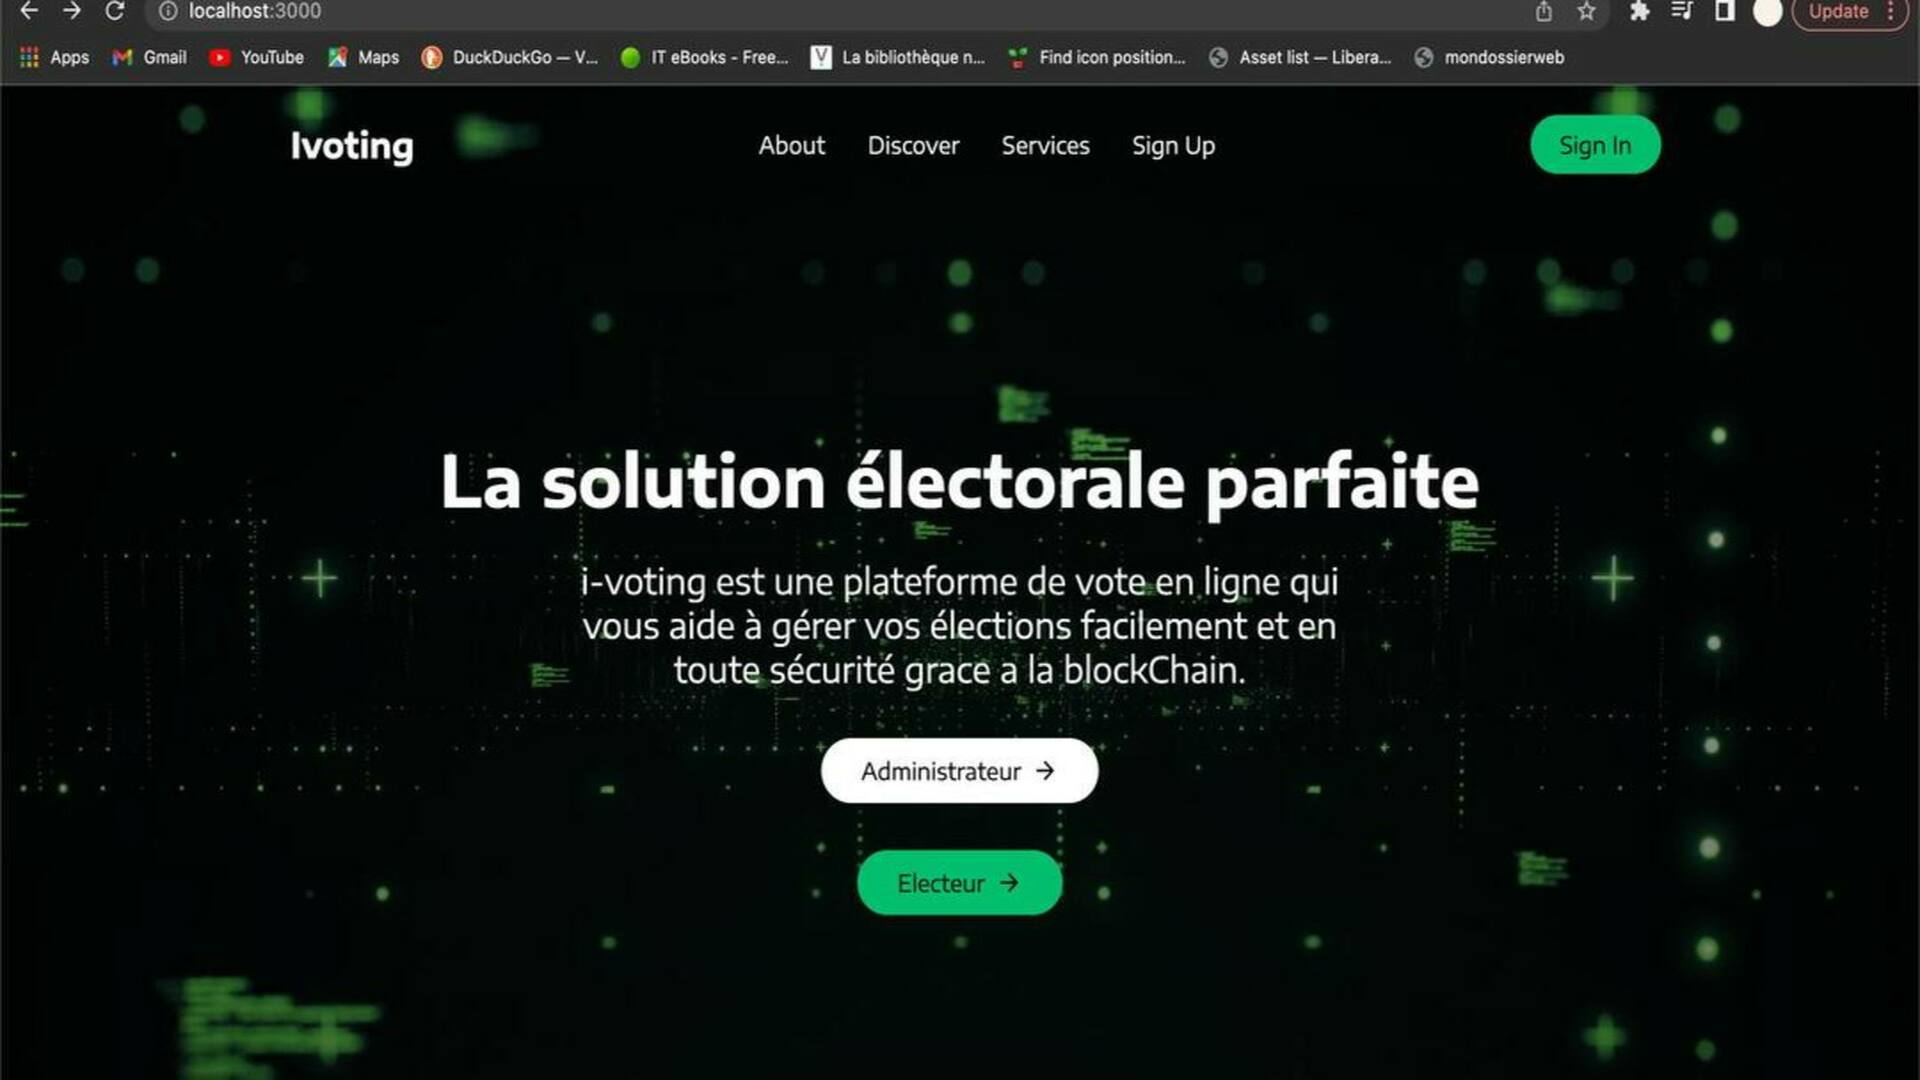 localhost:3000
Update
Apps
Gmail
YouTube
Maps
DuckDuckGo — V...
IT eBooks - Free...
La bibliothèque n...
Find icon position...
Asset list — Libera...
mondossierweb
Ivoting
About
Discover
Services
Sign Up
Sign In
La solution électorale parfaite
i-voting est une plateforme de vote en ligne qui
vous aide à gérer vos élections facilement et en
toute sécurité grace a la blockChain.
Administrateur →
Electeur →